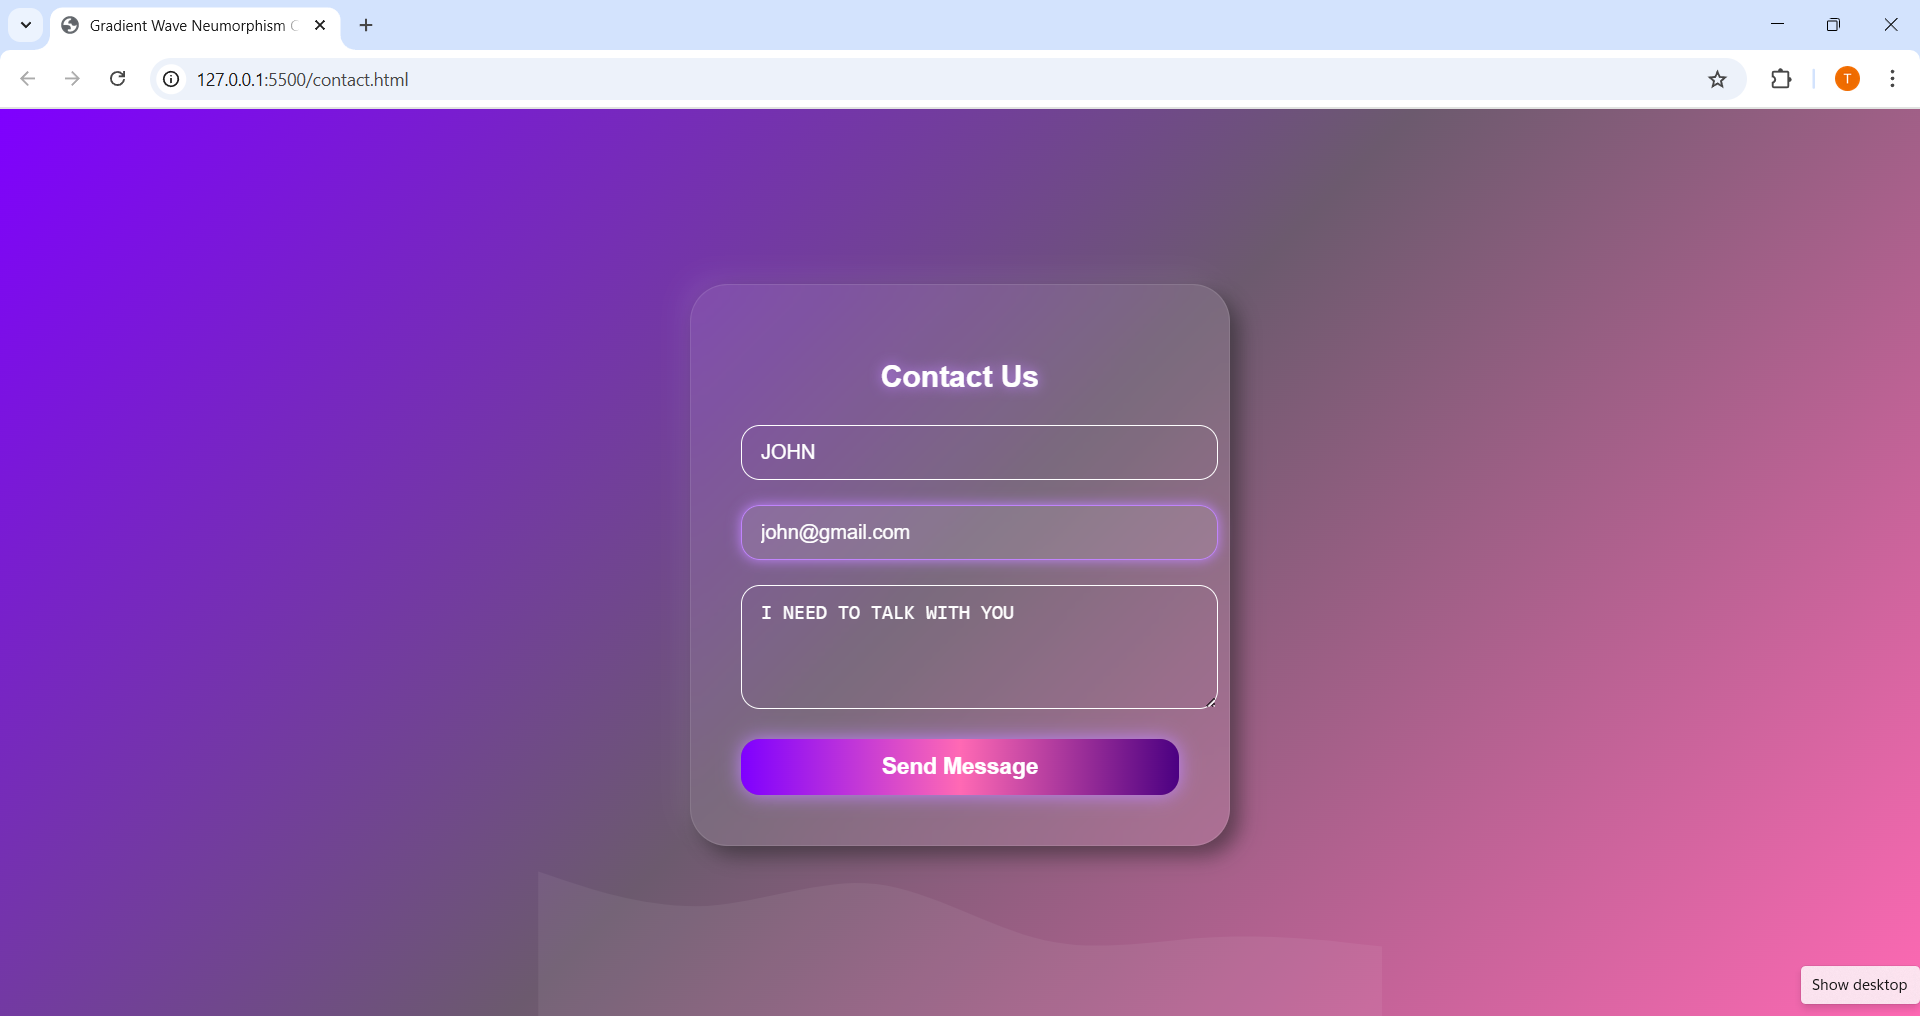 Gradient Wave Neumorphism C
127.0.0.1:5500/contact.html
T
Contact Us
JOHN
john@gmail.com
I NEED TO TALK WITH YOU
Send Message
Show desktop